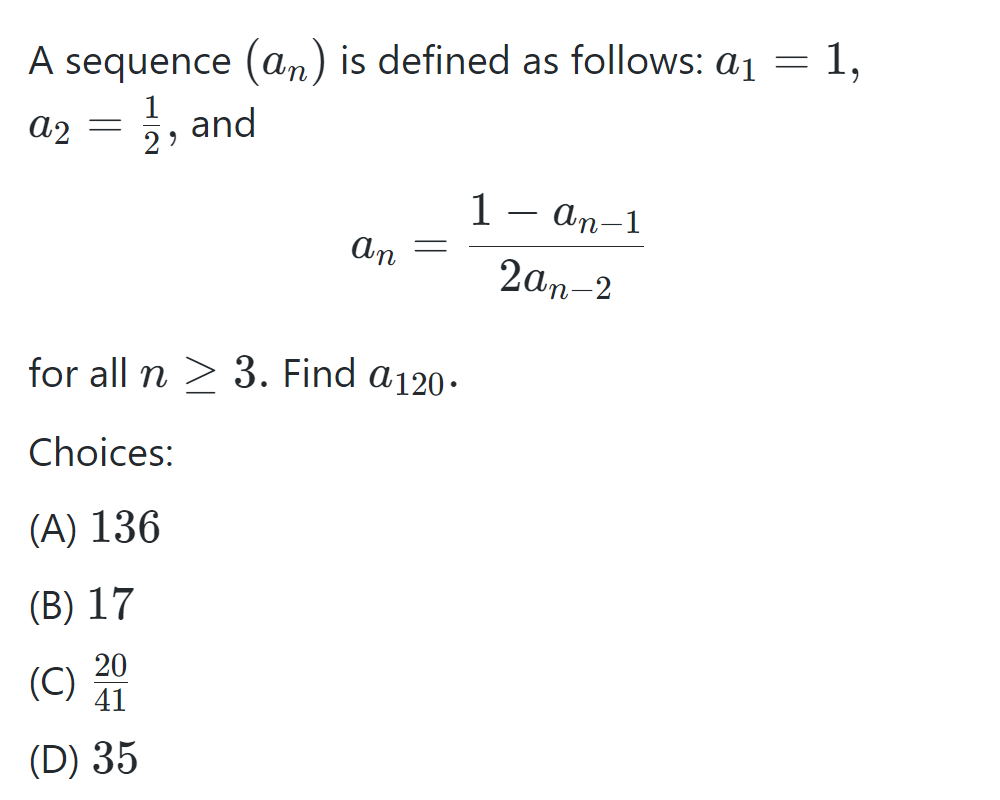 A sequence $(a_n)$ is defined as follows: $a_1 = 1$,
$a_2 = \frac{1}{2}$, and
$a_n = \frac{1 - a_{n-1}}{2a_{n-2}}$
for all $n \geq 3$. Find $a_{120}$.
Choices:
(A) 136
(B) 17
(C) $\frac{20}{41}$
(D) 35